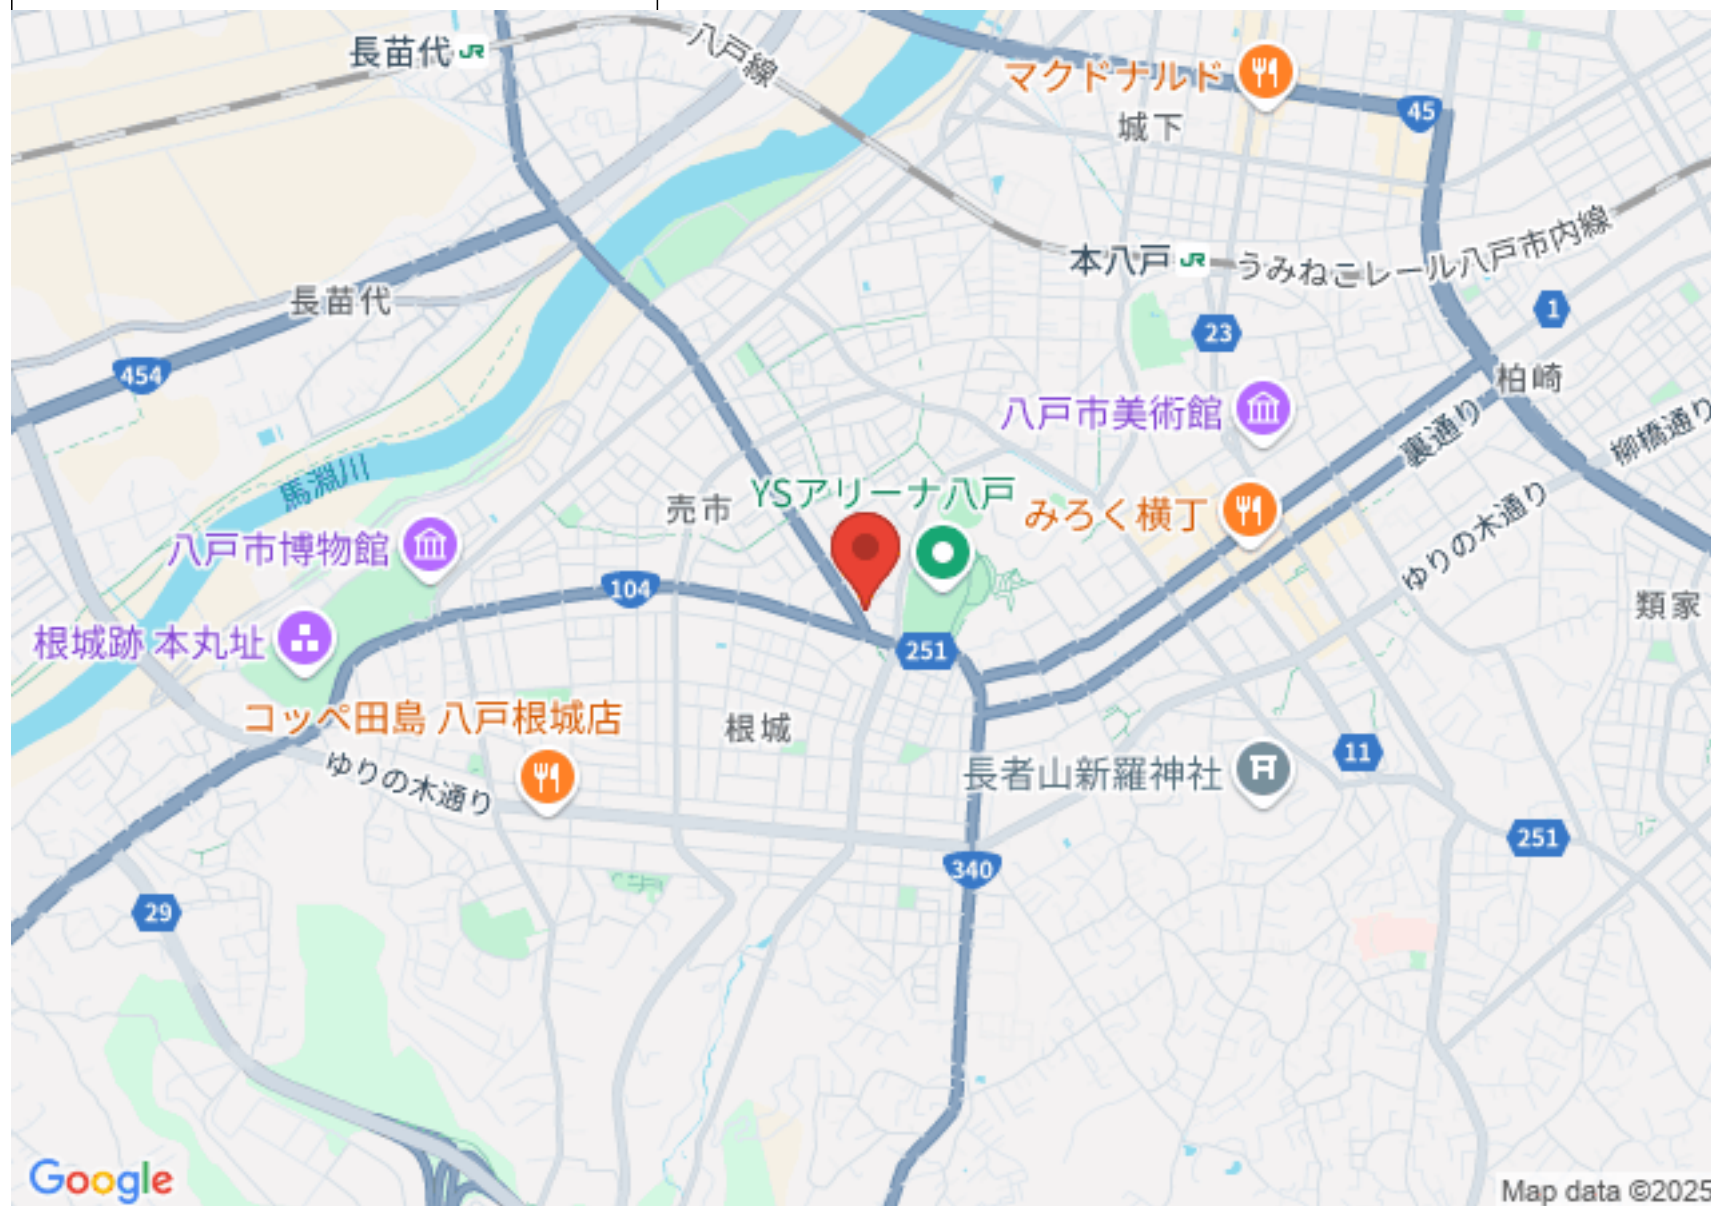 長苗代 JR
八戸線
マクドナルド
45
城下
本八戸 JR
うみねこレール八戸市内線
長苗代
23
1
454
柏崎
八戸市美術館
裏通り
柳橋通り
馬淵川
売市
YSアリーナ八戸
みろく横丁
ゆりの木通り
八戸市博物館
104
類家
根城跡 本丸址
251
コッペ田島 八戸根城店
根城
ゆりの木通り
長者山新羅神社
11
251
340
29
Google
Map data ©2025